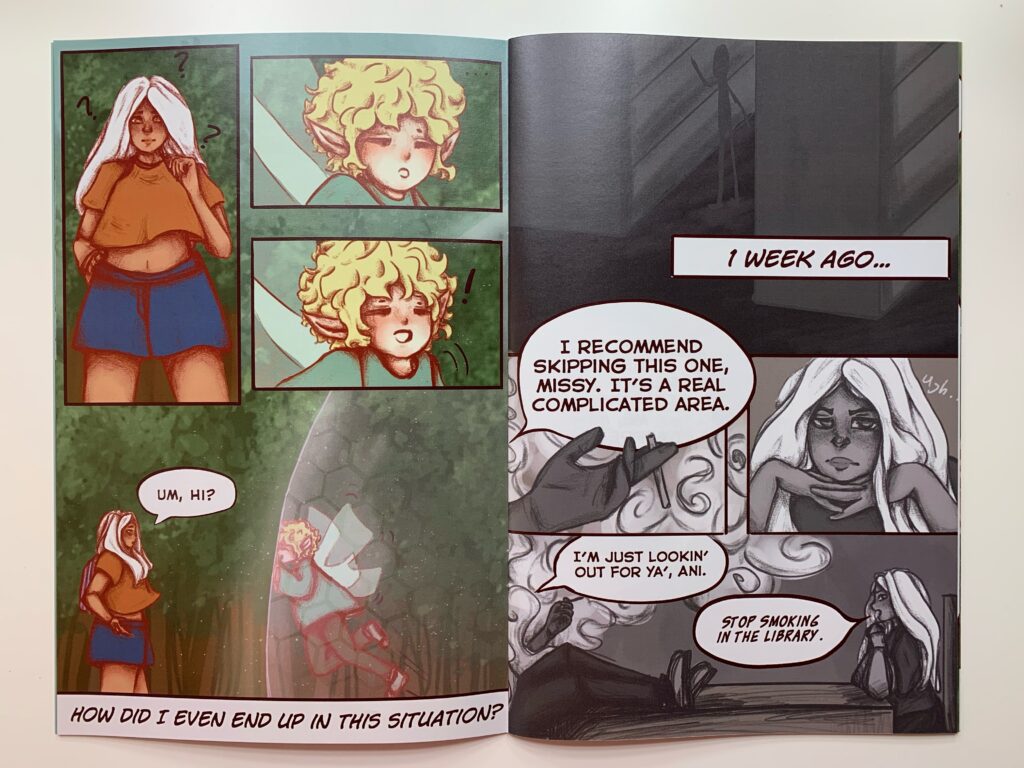 ?
?
?
...
!
UM, HI?
HOW DID I EVEN END UP IN THIS SITUATION?
1 WEEK AGO...
I RECOMMEND
SKIPPING THIS ONE,
MISSY. IT'S A REAL
COMPLICATED AREA.
Ugh..
I'M JUST LOOKIN'
OUT FOR YA', ANI.
STOP SMOKING
IN THE LIBRARY.